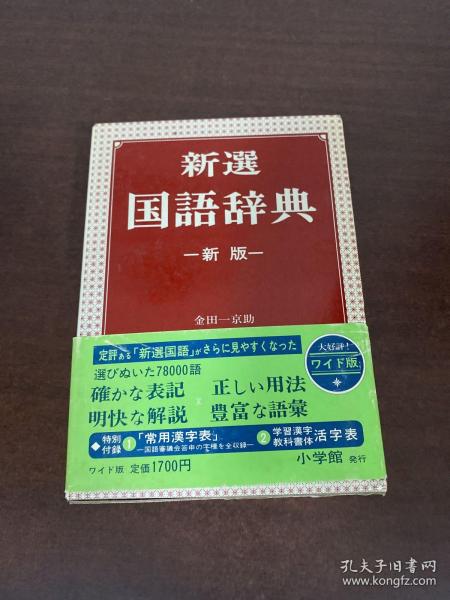 新選
国語辞典
ー新版ー
金田一京助
定評ある「新選国語」がさらに見やすくなった
大好評!
ワイド版
選びぬいた78000語
確かな表記 正しい用法
明快な解説 豊富な語彙
◆特別付録 1 「常用漢字表」 ―国語審議会答申の字種を全収録― 2 学習漢字教科書体活字表
ワイド版 定価1700円
小学館 発行
孔夫子旧书网
www.kongfz.com